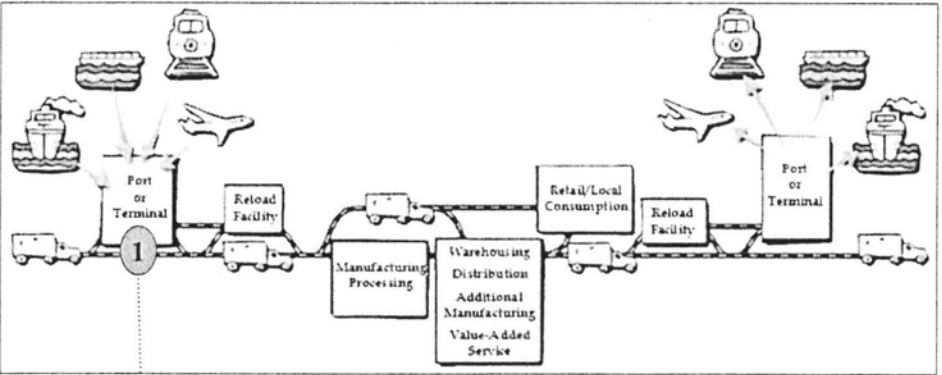 Port
or
Terminal
1
Reload
Facility
Manufacturing
Processing
Warehousing
Distribution
Additional
Manufacturing
Value-Added
Service
Retail/Local
Consumption
Reload
Facility
Port
or
Terminal